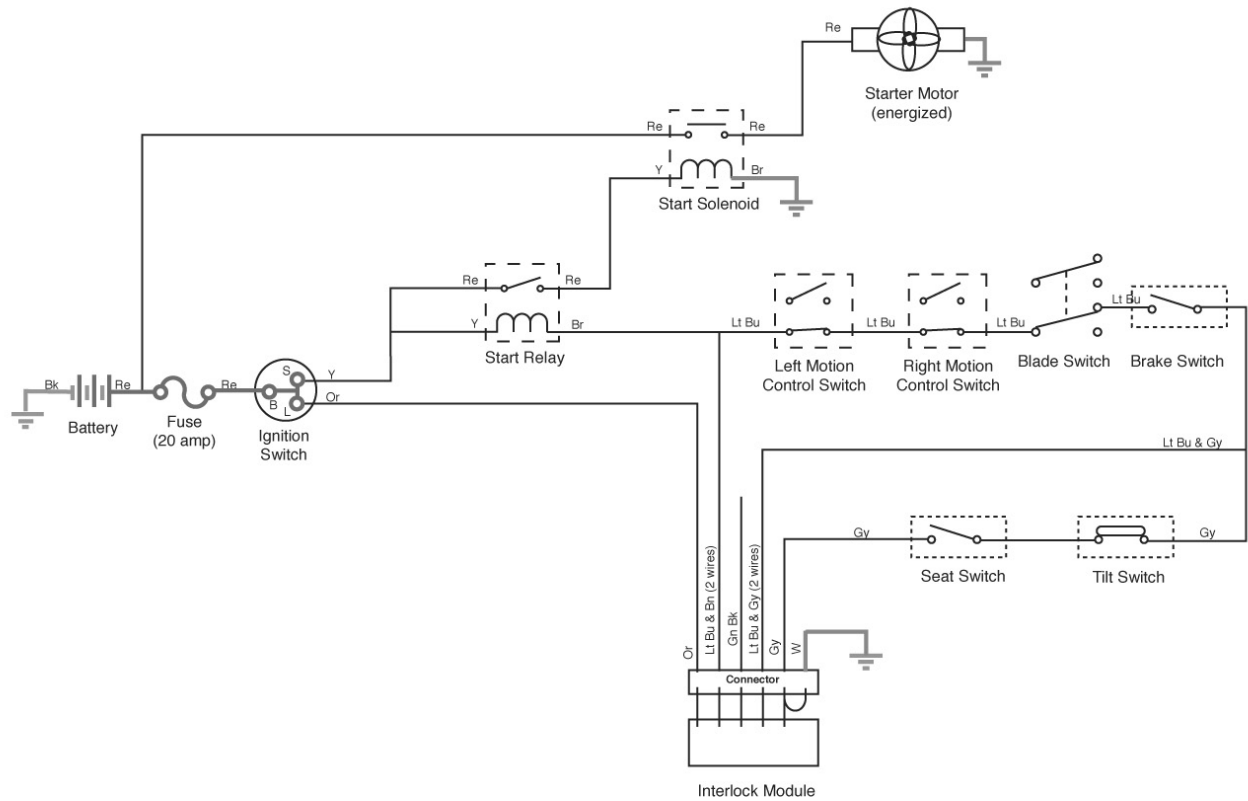 Re
Starter Motor
(energized)
Re
Re
Y
Br
Start Solenoid
Re
Re
Y
Br
Start Relay
Lt Bu
Lt Bu
Lt Bu
Lt Bu
Left Motion
Control Switch
Right Motion
Control Switch
Blade Switch
Brake Switch
Bk
Re
Re
S
B
L
Y
Or
Battery
Fuse
(20 amp)
Ignition
Switch
Lt Bu & Gy
Gy
Gy
Seat Switch
Tilt Switch
Or
Lt Bu & Bn (2 wires)
Gn Bk
Lt Bu & Gy (2 wires)
Gy
W
Connector
Interlock Module